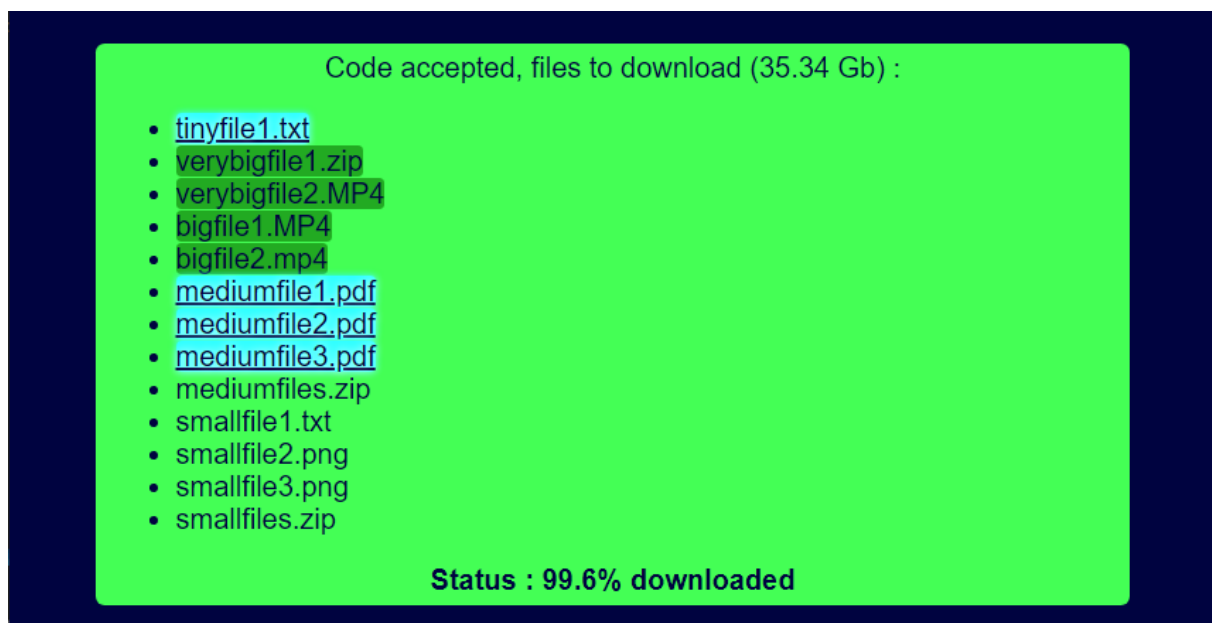 Code accepted, files to download (35.34 Gb) :
tinyfile1.txt
verybigfile1.zip
verybigfile2.MP4
bigfile1.MP4
bigfile2.mp4
mediumfile1.pdf
mediumfile2.pdf
mediumfile3.pdf
mediumfiles.zip
smallfile1.txt
smallfile2.png
smallfile3.png
smallfiles.zip
Status : 99.6% downloaded